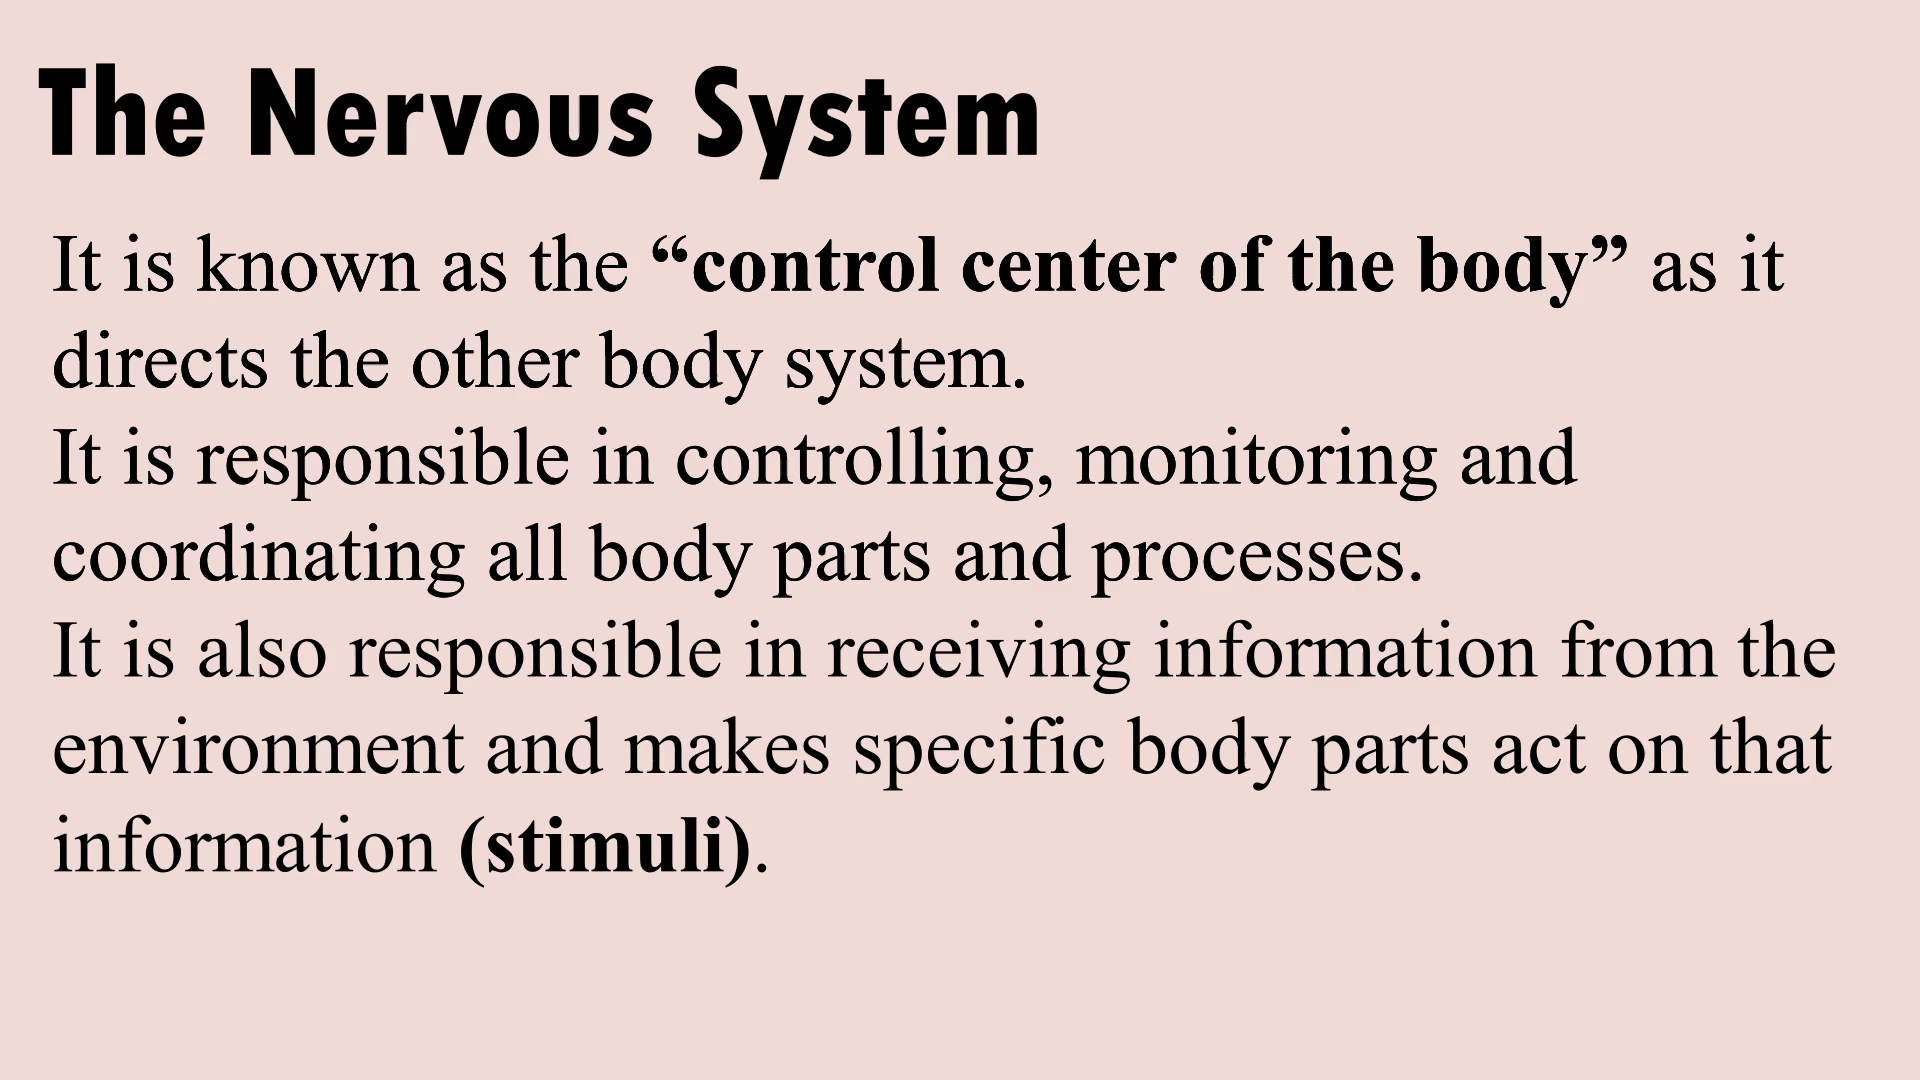 The Nervous System
It is known as the “control center of the body” as it
directs the other body system.
It is responsible in controlling, monitoring and
coordinating all body parts and processes.
It is also responsible in receiving information from the
environment and makes specific body parts act on that
information (stimuli).